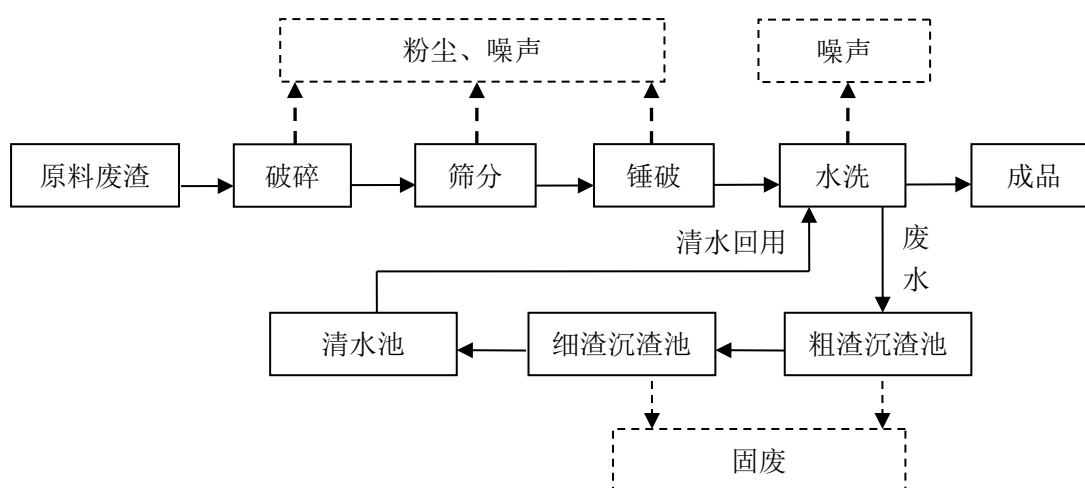 粉尘、噪声
噪声
原料废渣
破碎
筛分
锤破
水洗
成品
清水回用
废
水
清水池
细渣沉渣池
粗渣沉渣池
固废